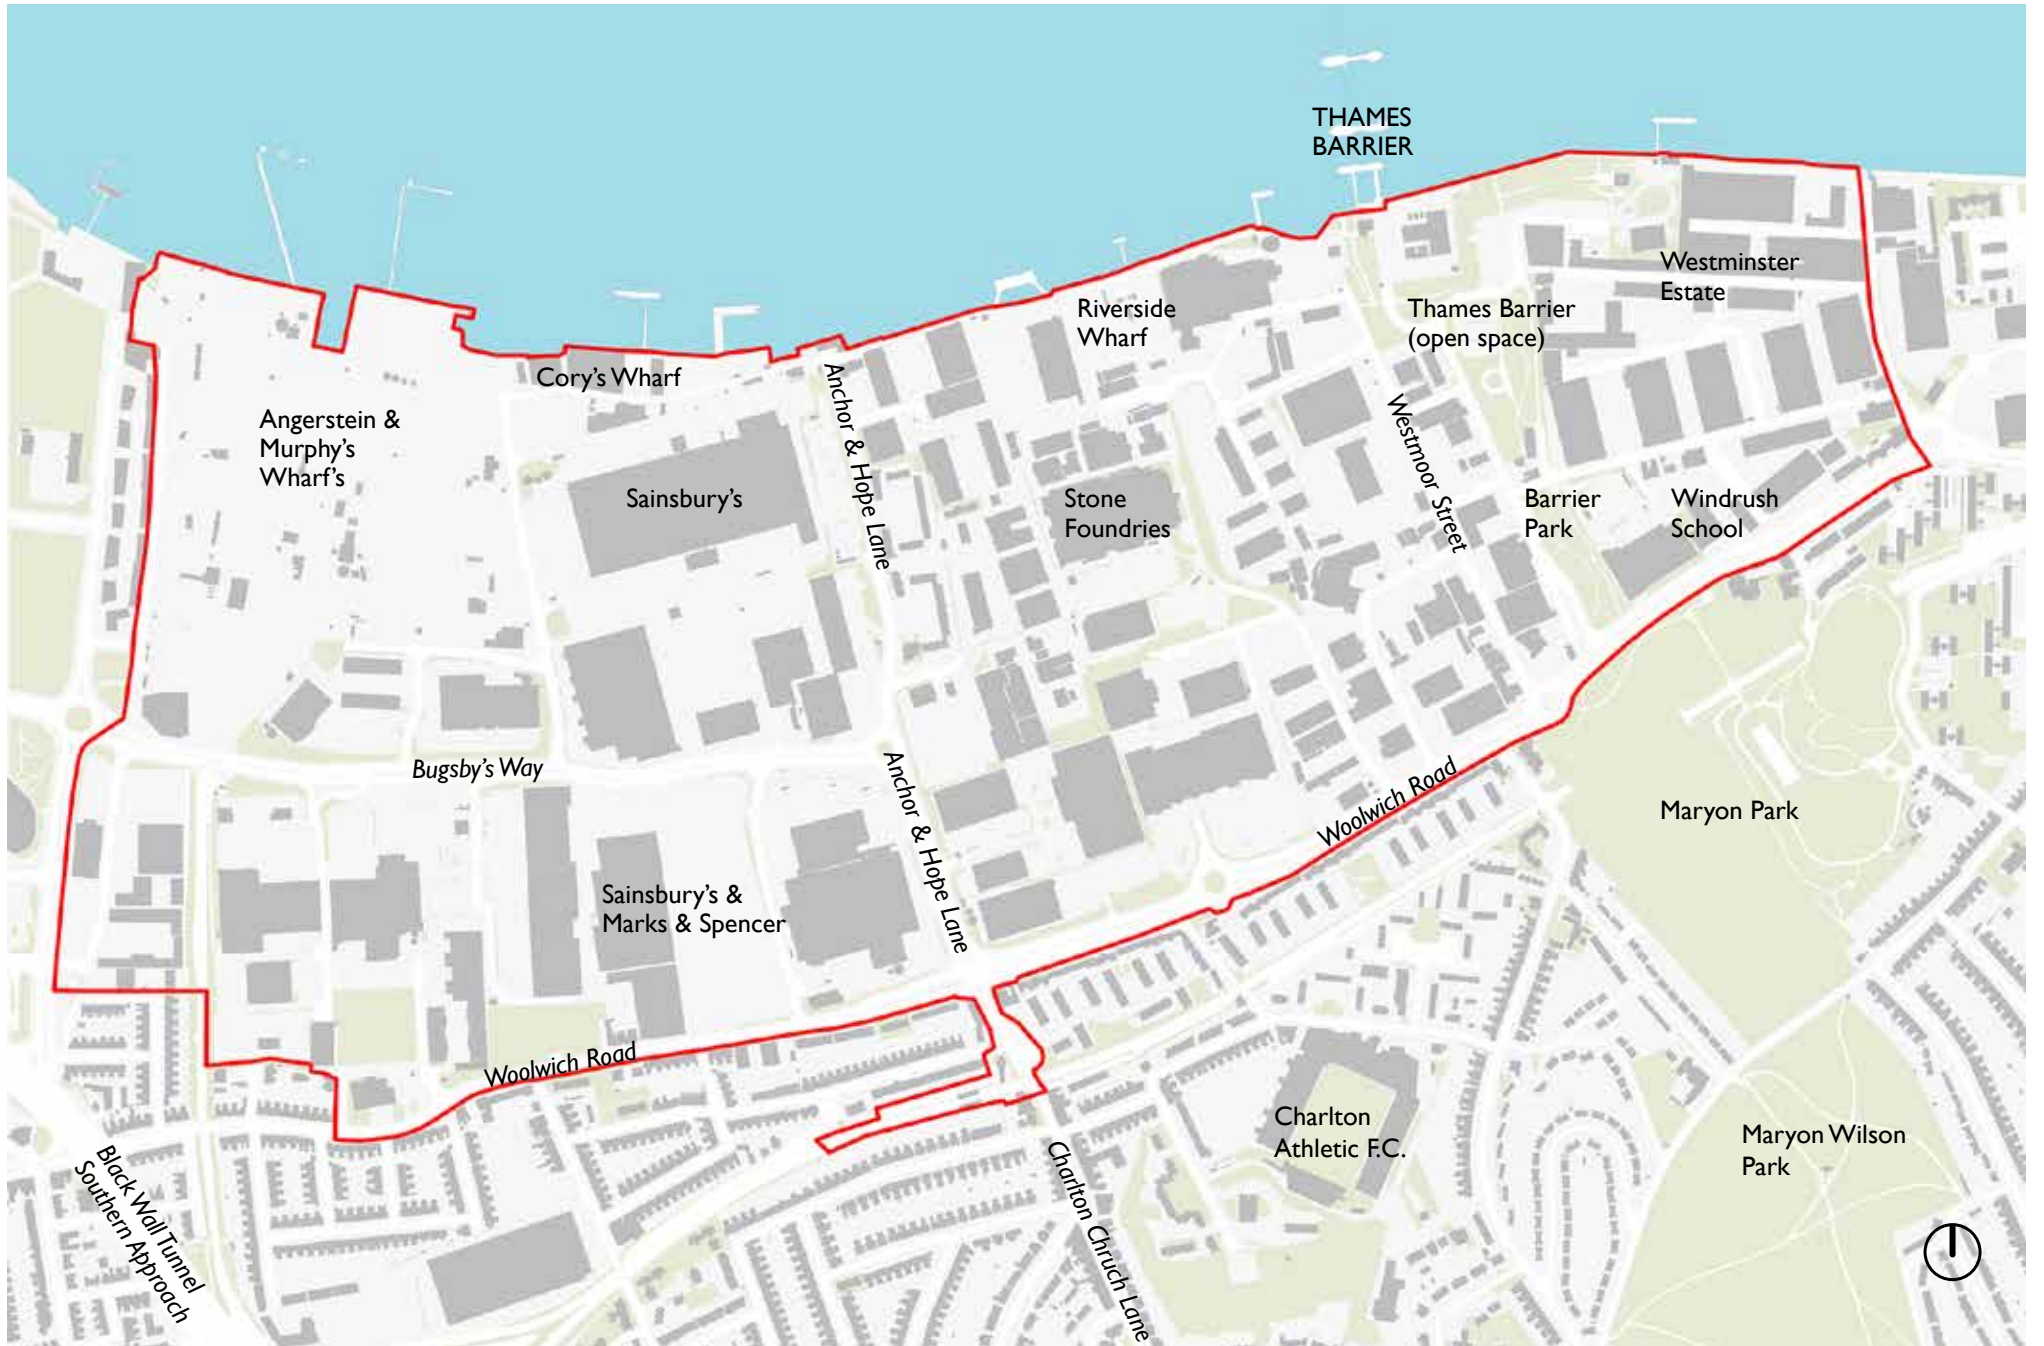 THAMES
BARRIER
Westminster
Estate
Riverside
Wharf
Thames Barrier
(open space)
Cory's Wharf
Angerstein &
Murphy's
Wharf's
Anchor & Hope Lane
Westmoor Street
Sainsbury's
Stone
Foundries
Barrier
Park
Windrush
School
Bugsby's Way
Anchor & Hope Lane
Woolwich Road
Maryon Park
Sainsbury's &
Marks & Spencer
Woolwich Road
Charlton
Athletic F.C.
Maryon Wilson
Park
Black Wall Tunnel
Southern Approach
Charlton Chruch Lane